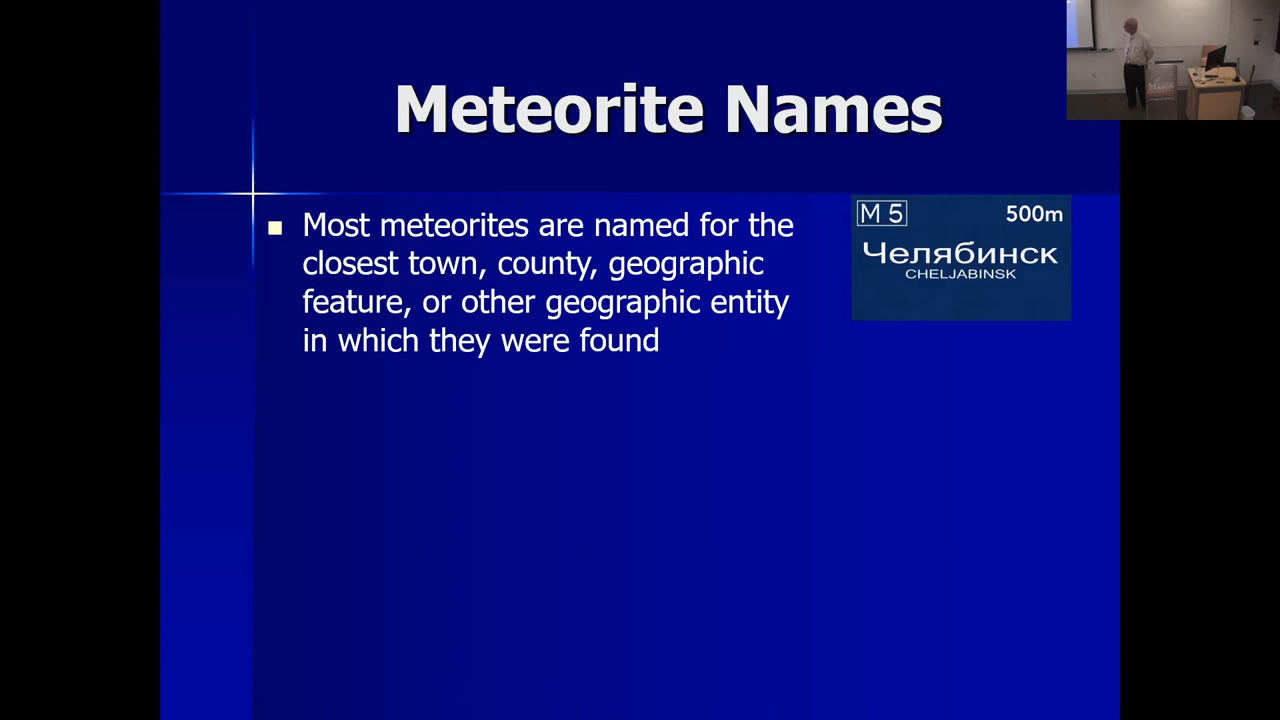 Meteorite Names
Most meteorites are named for the
closest town, county, geographic
feature, or other geographic entity
in which they were found
M 5
500m
Челябинск
CHELJABINSK